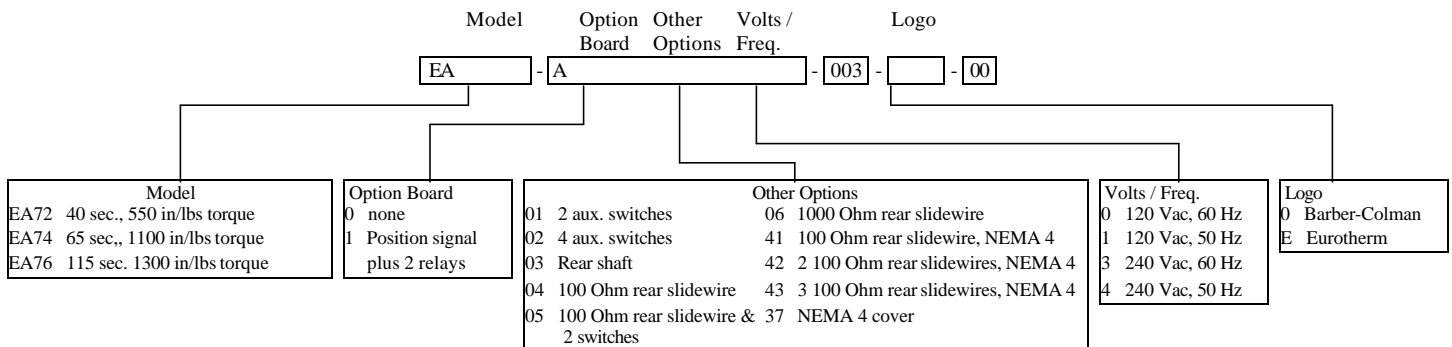 Model Option Other Volts / Logo
Board Options Freq.
EA - A - 003 - - 00
Model
EA72 40 sec., 550 in/lbs torque
EA74 65 sec,, 1100 in/lbs torque
EA76 115 sec. 1300 in/lbs torque
Option Board
0 none
1 Position signal
plus 2 relays
Other Options
01 2 aux. switches
02 4 aux. switches
03 Rear shaft
04 100 Ohm rear slidewire
05 100 Ohm rear slidewire &
2 switches
06 1000 Ohm rear slidewire
41 100 Ohm rear slidewire, NEMA 4
42 2 100 Ohm rear slidewires, NEMA 4
43 3 100 Ohm rear slidewires, NEMA 4
37 NEMA 4 cover
Volts / Freq.
0 120 Vac, 60 Hz
1 120 Vac, 50 Hz
3 240 Vac, 60 Hz
4 240 Vac, 50 Hz
Logo
0 Barber-Colman
E Eurotherm